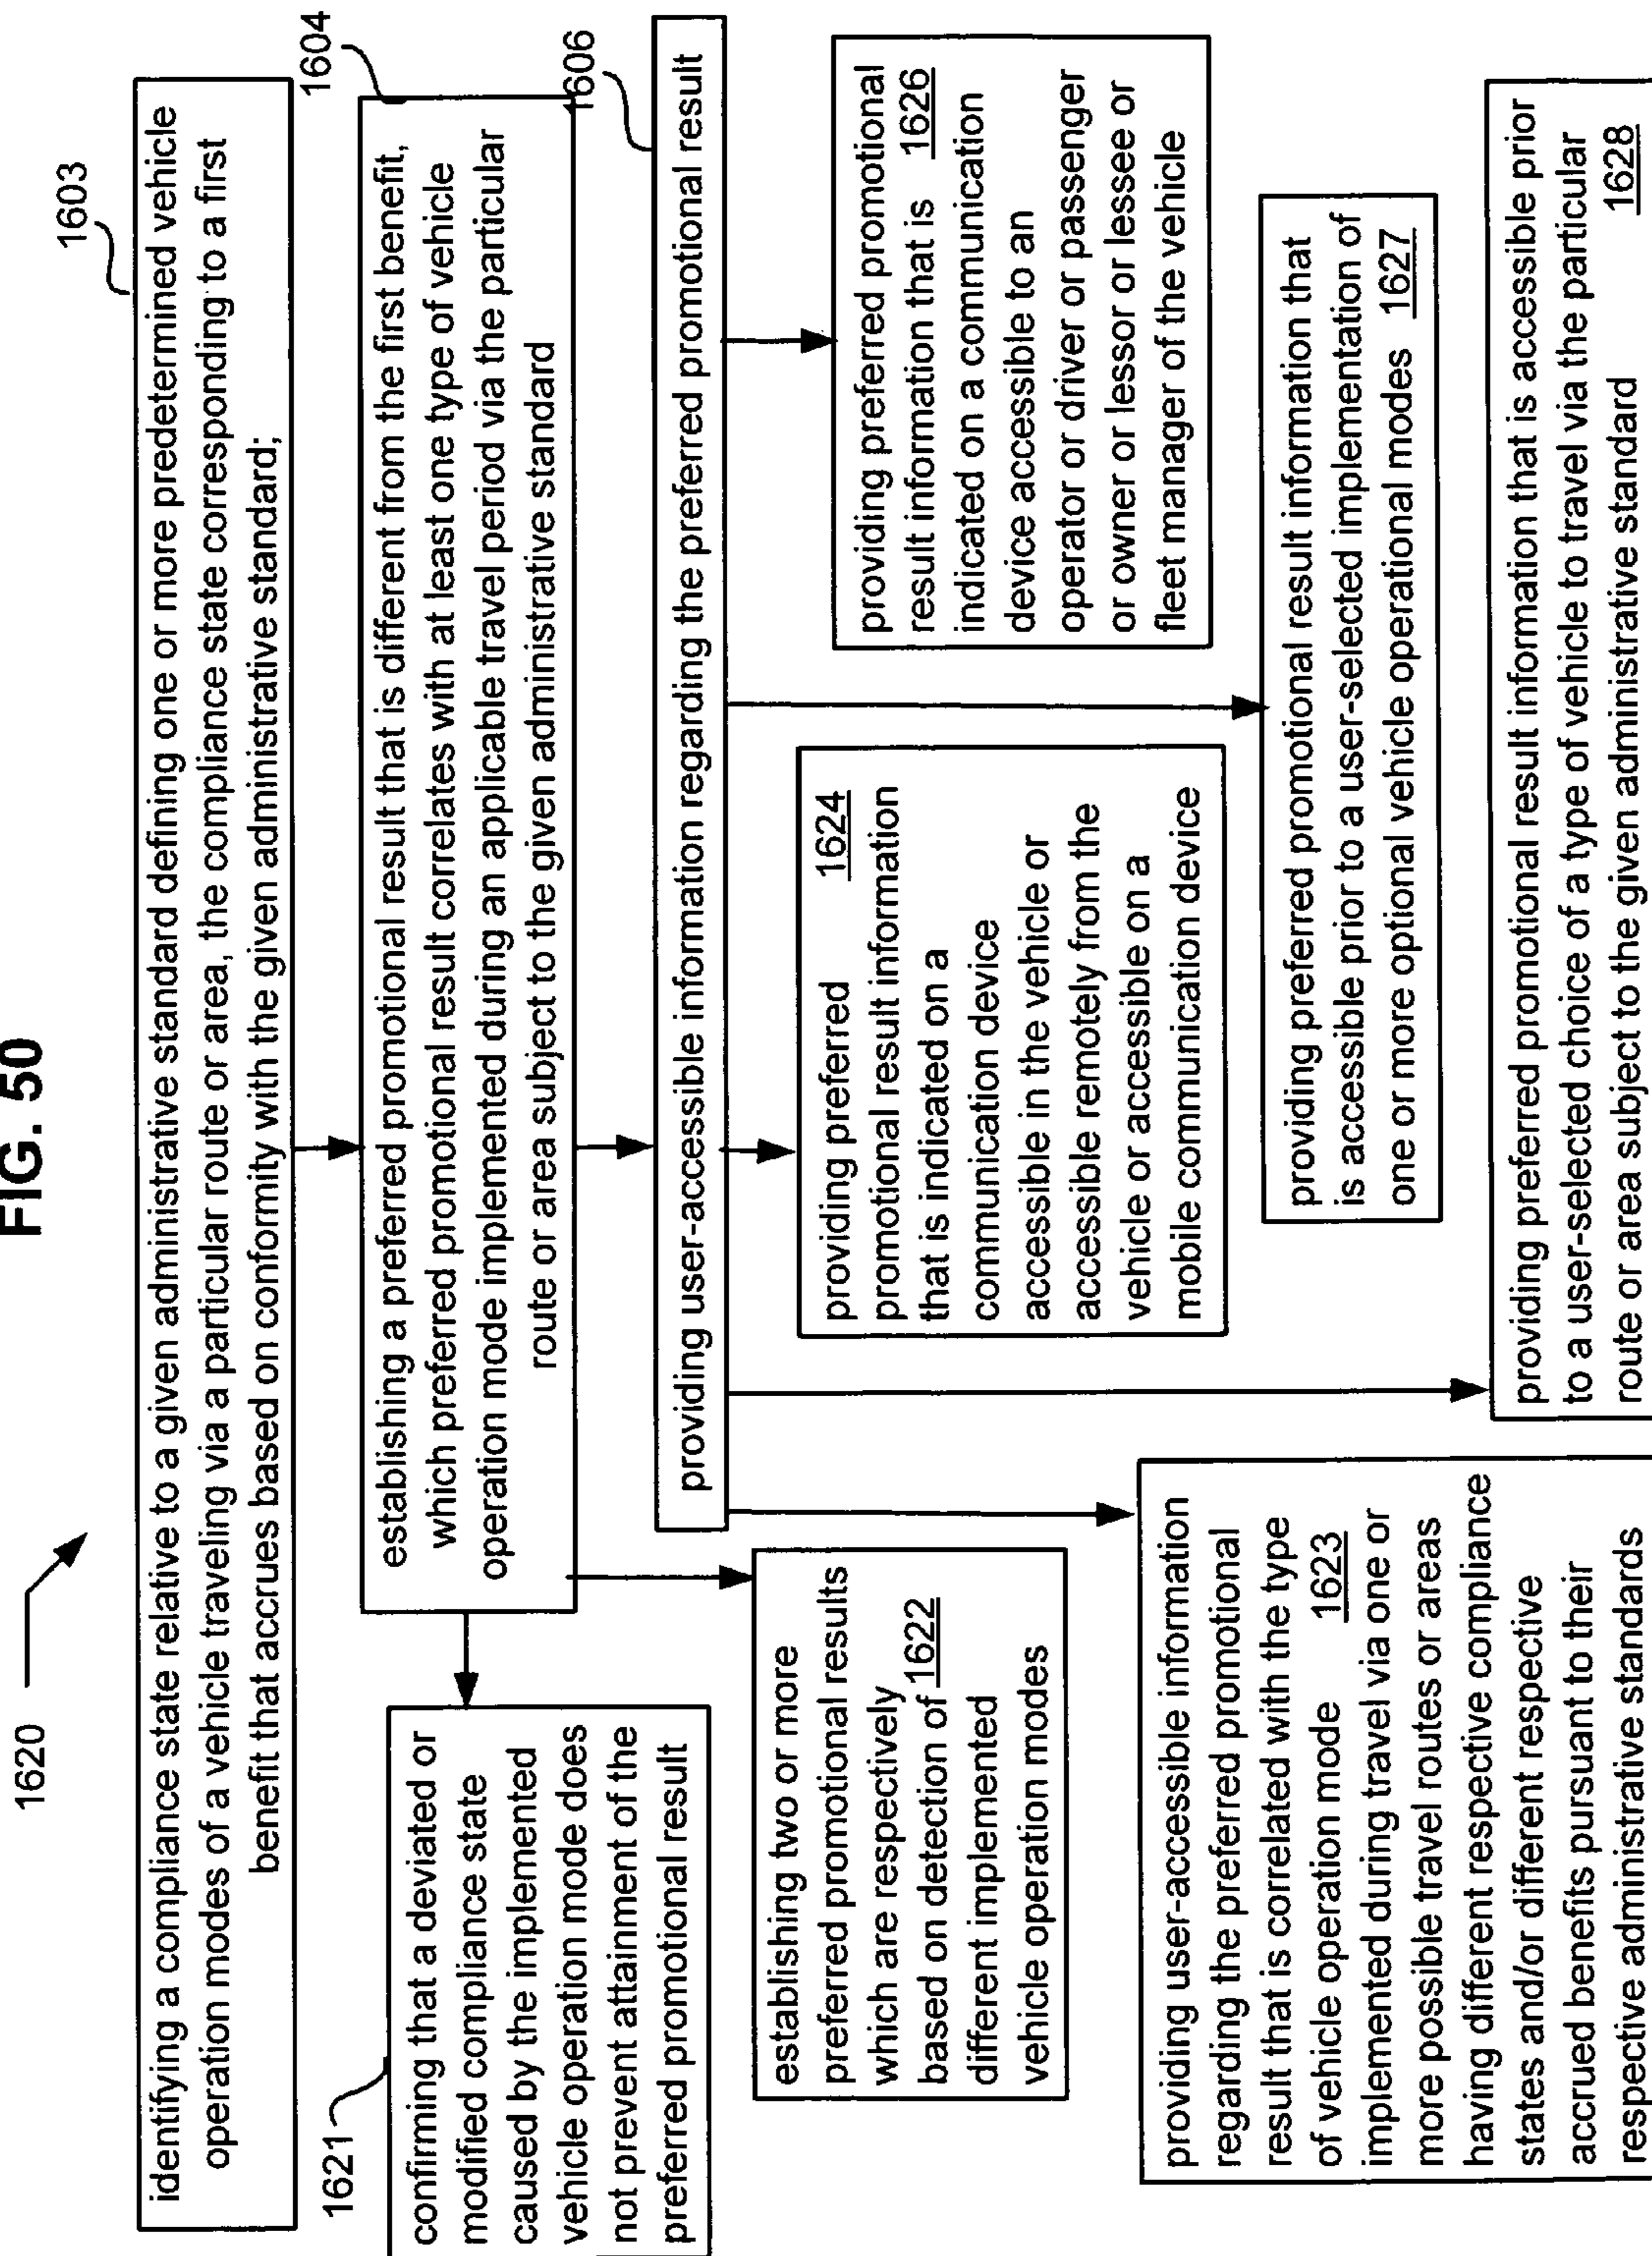 FIG. 50
1620
1603
identifying a compliance state relative to a given administrative standard defining one or more predetermined vehicle
operation modes of a vehicle traveling via a particular route or area, the compliance state corresponding to a first
benefit that accrues based on conformity with the given administrative standard;
1604
establishing a preferred promotional result that is different from the first benefit,
which preferred promotional result correlates with at least one type of vehicle
operation mode implemented during an applicable travel period via the particular
route or area subject to the given administrative standard
1606
providing user-accessible information regarding the preferred promotional result
1621
confirming that a deviated or
modified compliance state
caused by the implemented
vehicle operation mode does
not prevent attainment of the
preferred promotional result
establishing two or more
preferred promotional results
which are respectively
based on detection of 1622
different implemented
vehicle operation modes
providing preferred 1624
promotional result information
that is indicated on a
communication device
accessible in the vehicle or
accessible remotely from the
vehicle or accessible on a
mobile communication device
providing preferred promotional
result information that is 1626
indicated on a communication
device accessible to an
operator or driver or passenger
or owner or lessor or lessee or
fleet manager of the vehicle
providing user-accessible information
regarding the preferred promotional
result that is correlated with the type
of vehicle operation mode 1623
implemented during travel via one or
more possible travel routes or areas
having different respective compliance
states and/or different respective
accrued benefits pursuant to their
respective administrative standards
providing preferred promotional result information that
is accessible prior to a user-selected implementation of
one or more optional vehicle operational modes 1627
providing preferred promotional result information that is accessible prior
to a user-selected choice of a type of vehicle to travel via the particular
route or area subject to the given administrative standard 1628